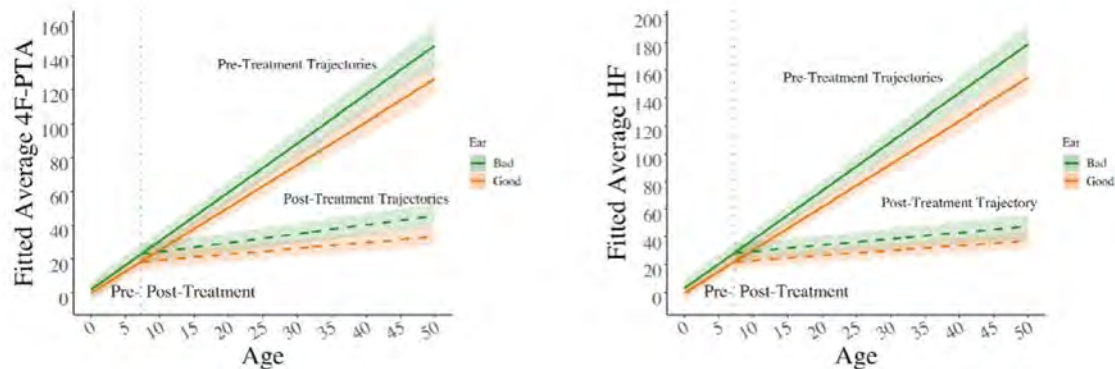 160
140
120
100
80
60
40
20
0
Fitted Average 4F-PTA
Pre-Treatment Trajectories
Post-Treatment Trajectories
Pre- Post-Treatment
0 5 10 15 20 25 30 35 40 45 50
Age
Ear
Bad
Good
200
180
160
140
120
100
80
60
40
20
0
Fitted Average HF
Pre-Treatment Trajectories
Post-Treatment Trajectory
Pre- Post-Treatment
0 5 10 15 20 25 30 35 40 45 50
Age
Ear
Bad
Good